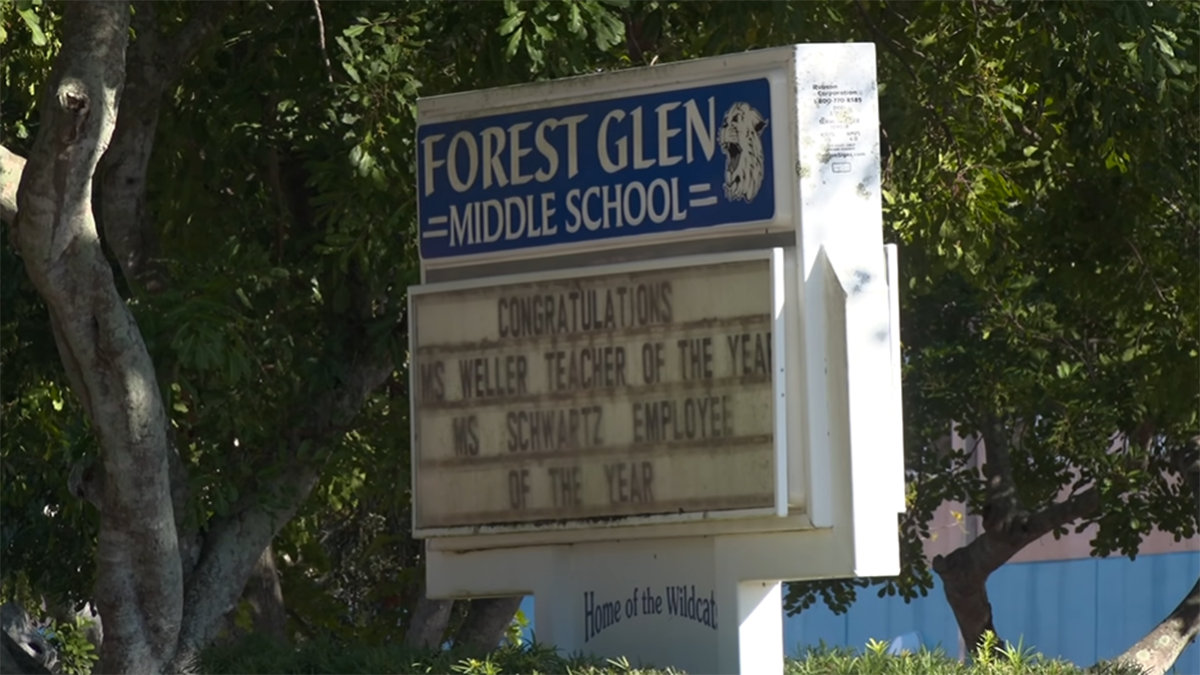 FOREST GLEN
MIDDLE SCHOOL
CONGRATULATIONS
MS WELLER TEACHER OF THE YEAR
MS SCHWARTZ EMPLOYEE
OF THE YEAR
Home of the Wildcats
Corporation